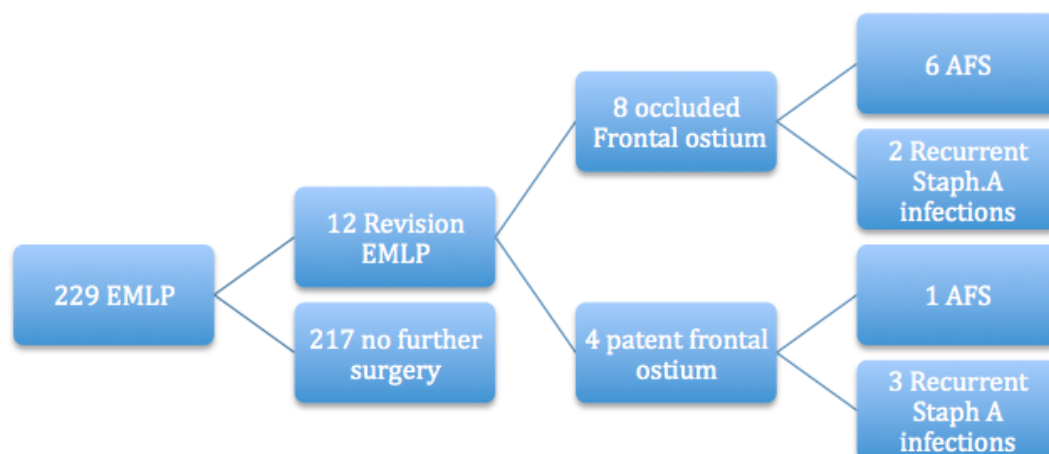 229 EMLP
12 Revision
EMLP
217 no further
surgery
8 occluded
Frontal ostium
4 patent frontal
ostium
6 AFS
2 Recurrent
Staph.A
infections
1 AFS
3 Recurrent
Staph A
infections